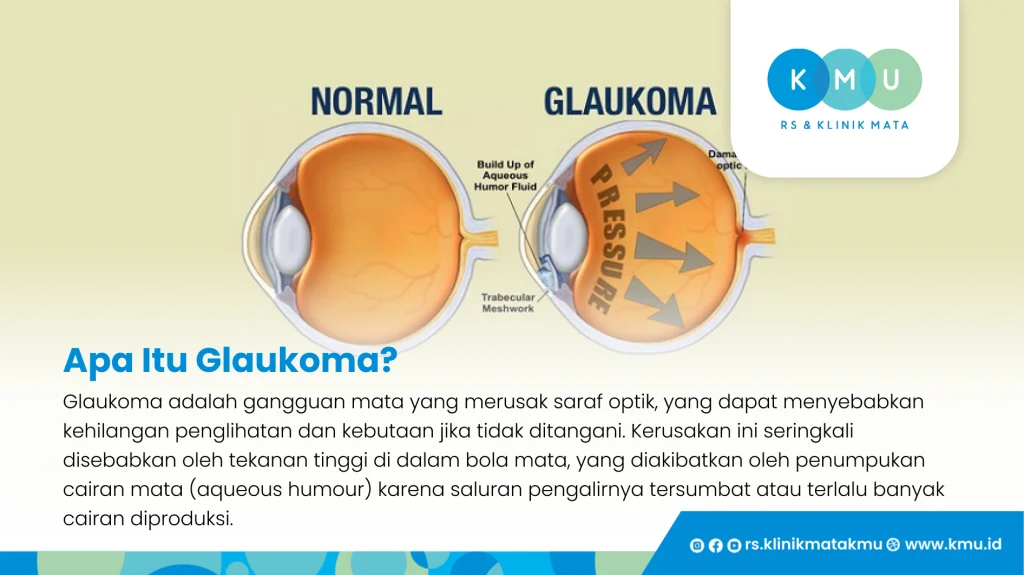 K M U
RS & KLINIK MATA
NORMAL
GLAUKOMA
Build Up of
Aqueous
Humor Fluid
optic
PRESSURE
Trabecular
Meshwork
Apa Itu Glaukoma?
Glaukoma adalah gangguan mata yang merusak saraf optik, yang dapat menyebabkan
kehilangan penglihatan dan kebutaan jika tidak ditangani. Kerusakan ini seringkali
disebabkan oleh tekanan tinggi di dalam bola mata, yang diakibatkan oleh penumpukan
cairan mata (aqueous humour) karena saluran pengalirnya tersumbat atau terlalu banyak
cairan diproduksi.
rs.klinikmatakmu www.kmu.id